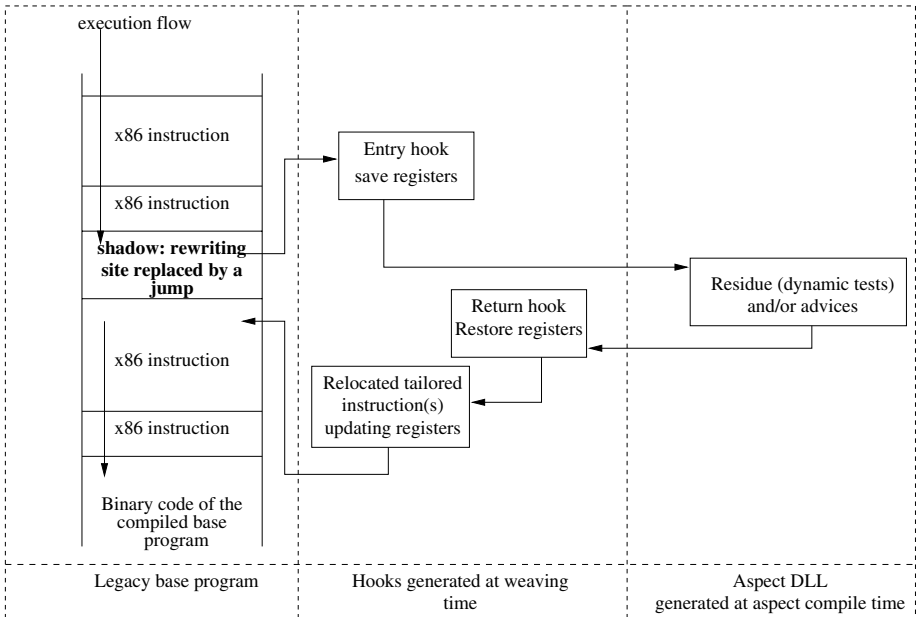 execution flow
x86 instruction
x86 instruction
shadow: rewriting
site replaced by a
jump
x86 instruction
x86 instruction
Binary code of the
compiled base
program
Entry hook
save registers
Residue (dynamic tests)
and/or advices
Return hook
Restore registers
Relocated tailored
instruction(s)
updating registers
Legacy base program
Hooks generated at weaving
time
Aspect DLL
generated at aspect compile time